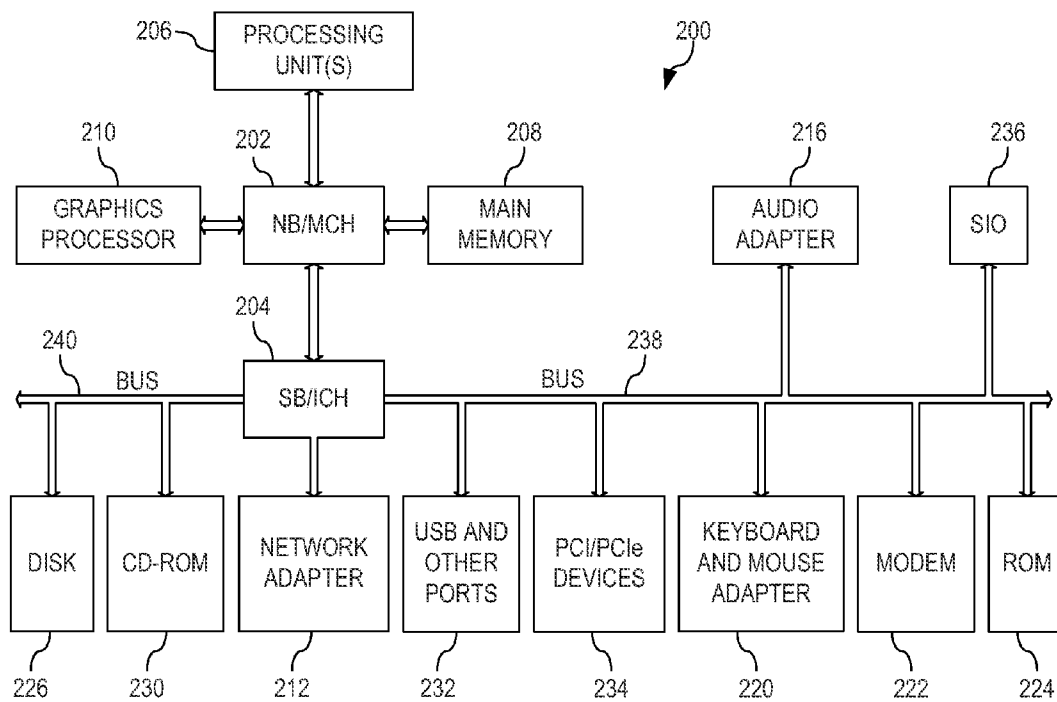 206
PROCESSING
UNIT(S)
200
210
202
208
216
236
GRAPHICS
PROCESSOR
NB/MCH
MAIN
MEMORY
AUDIO
ADAPTER
SIO
204
240
238
BUS
SB/ICH
BUS
DISK
CD-ROM
NETWORK
ADAPTER
USB AND
OTHER
PORTS
PCI/PCIe
DEVICES
KEYBOARD
AND MOUSE
ADAPTER
MODEM
ROM
226
230
212
232
234
220
222
224